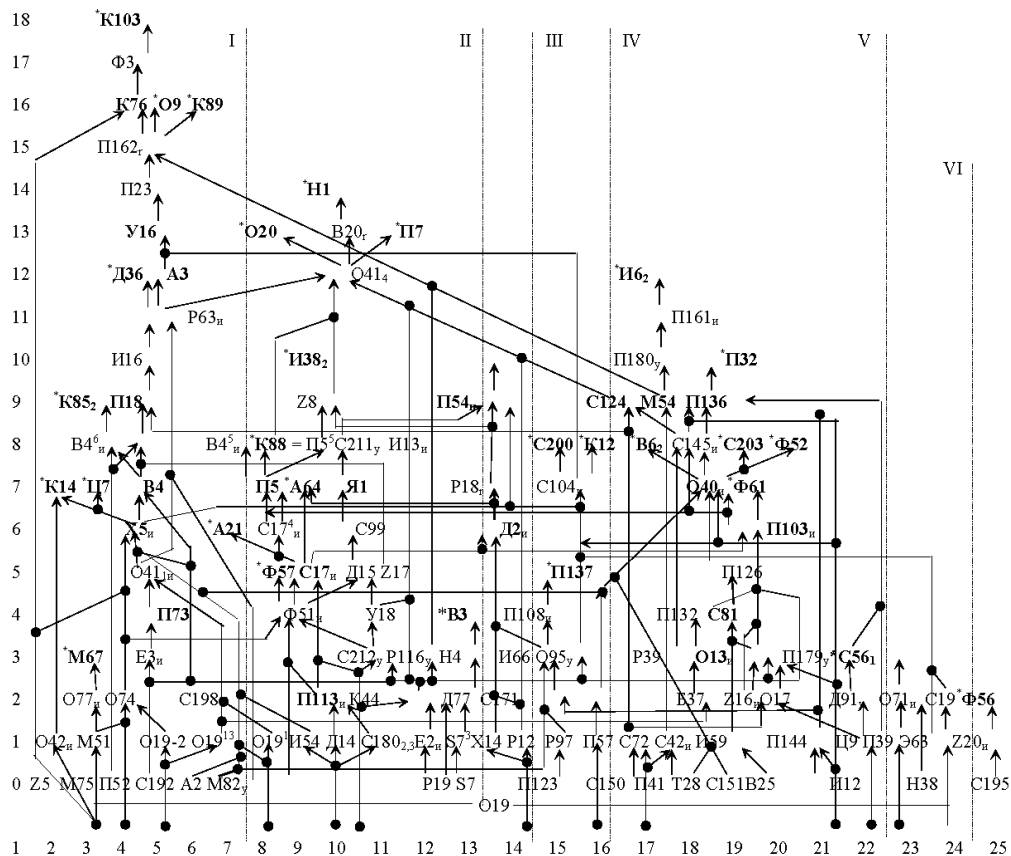 18 *К103
I II III IV V
17 Ф3
16 К76 *О9 *К89
15 П162г
VI
14 П23 *Н1
13 У16 *О20 В20г *П7
12 *Д36 А3 О41₄ *И6₂
11 Р63и П161и
10 И16 *И38₂ П180у *П32
9 *К85₂ П18 Z8 П54и С124 М54 П136
8 В4⁶и В4⁵и *К88 = П5⁵ С211у И13и *С200 *К12 *В6₂ С145и *С203 *Ф52
7 *К14 *Ц7 В4 П5 *А64 Я1 Р18г С104г О40и *Ф61
6 Х5и *А21 С17⁴и С99 Д2и П103и
5 О41₁и *Ф57 С17и Д15 Z17 *П137 П126
4 П73 Ф51и У18 *В3 П108и П132 С81
3 *М67 Е3и С212у Р116у Н4 И66 О95у Р39 О13и П179у *С56₁
2 О77и О74 С198 П113и К44 Д77 С171 Е37 Z16и О17 Д91 О71и С19 *Ф56
1 О42и М51 О19-2 О19¹³ О19¹ И54 Д14 С180₂,₃ Е2и S7³ Х14 Р12 Р97 П57 С72 С42и И59 П144 Ц9 П39 Э63 Z20и
0 Z5 М75 П52 С192 А2 М82у Р19 S7 П123 С150 П41 Т28 С151 В25 И12 Н38 С195
О19
1 2 3 4 5 6 7 8 9 10 11 12 13 14 15 16 17 18 19 20 21 22 23 24 25